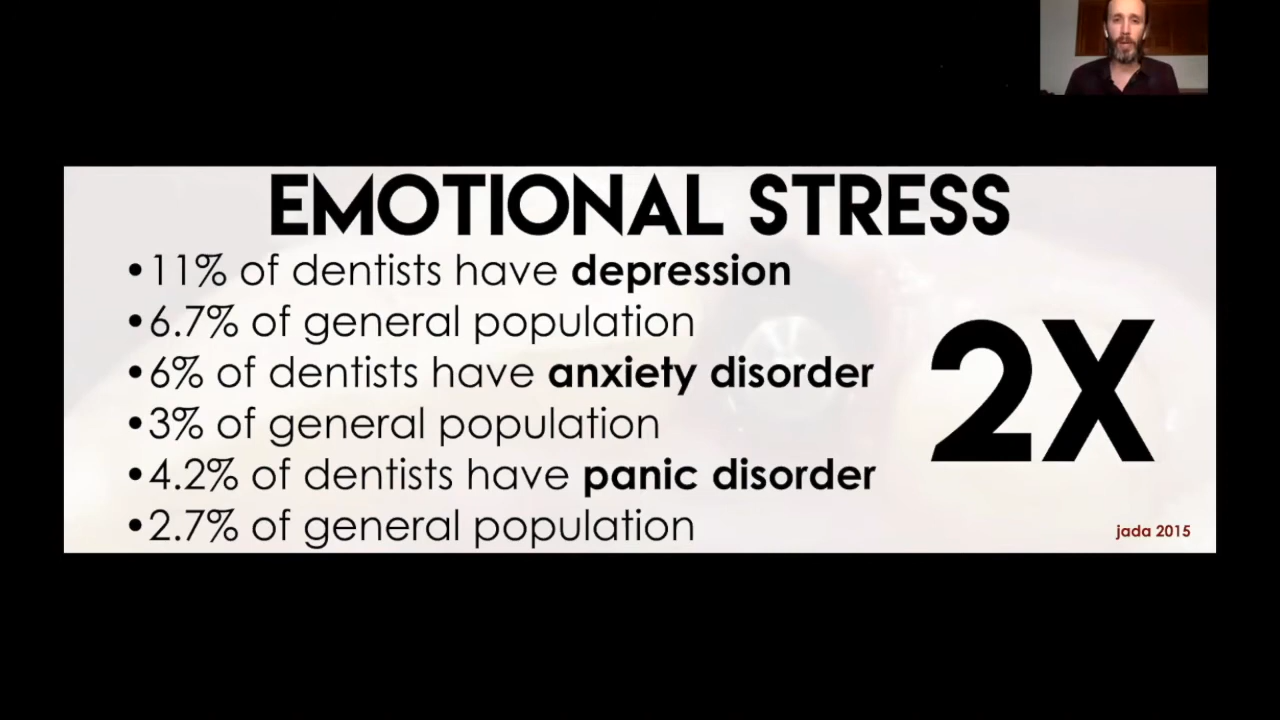 EMOTIONAL STRESS
•11% of dentists have depression
•6.7% of general population
•6% of dentists have anxiety disorder
•3% of general population
•4.2% of dentists have panic disorder
•2.7% of general population
2X
jada 2015